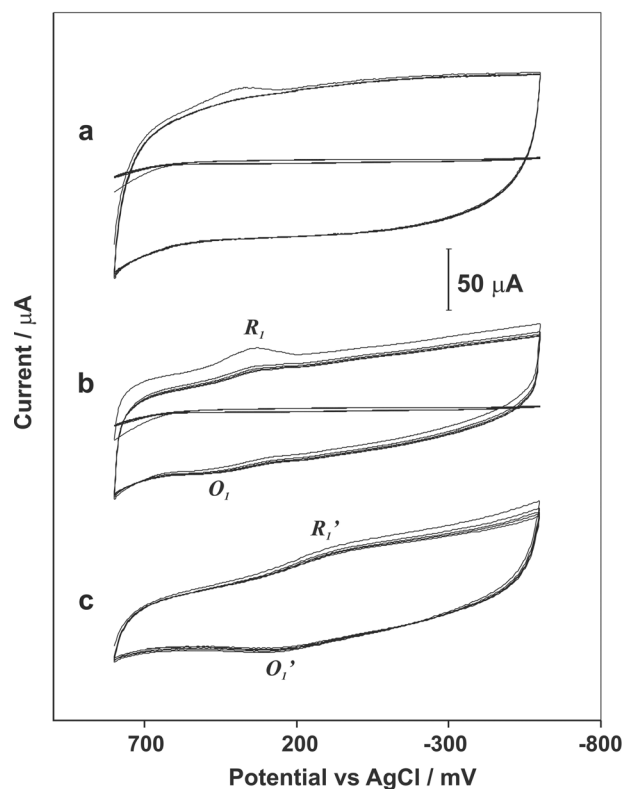 a
50 μA
R₁
b
O₁
R₁’
c
O₁’
Current / μA
700 200 -300 -800
Potential vs AgCl / mV